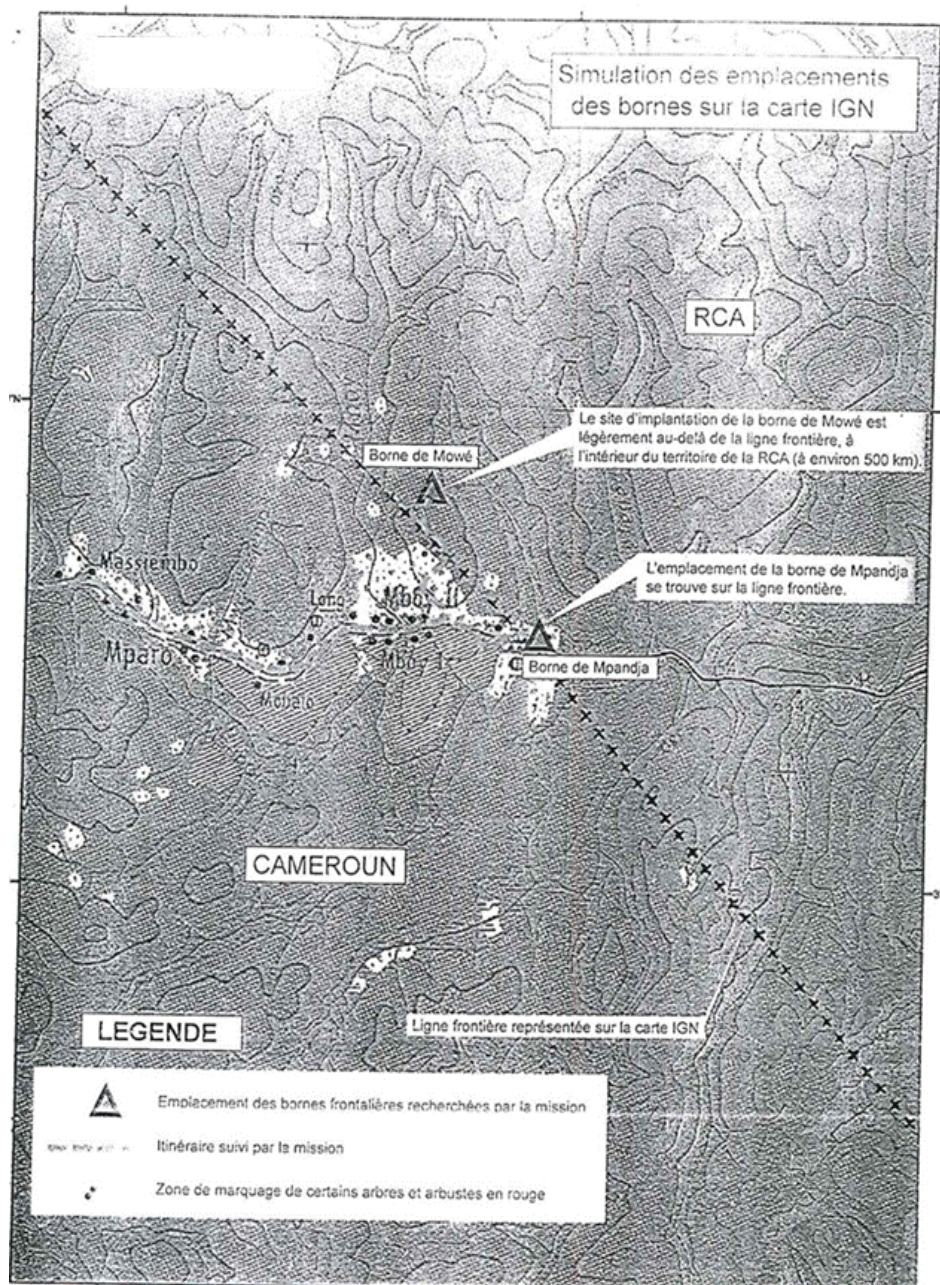 Simulation des emplacements
des bornes sur la carte IGN
RCA
Le site d'implantation de la borne de Mowé est
légèrement au-delà de la ligne frontière, à
l'intérieur du territoire de la RCA (à environ 500 km).
Borne de Mowé
L'emplacement de la borne de Mpandja
se trouve sur la ligne frontière.
Massiembo
Long
Mboy II
Mparo
Mboy I
Borne de Mpandja
CAMEROUN
Ligne frontière représentée sur la carte IGN
LEGENDE
Emplacement des bornes frontalières recherchées par la mission
Itinéraire suivi par la mission
Zone de marquage de certains arbres et arbustes en rouge